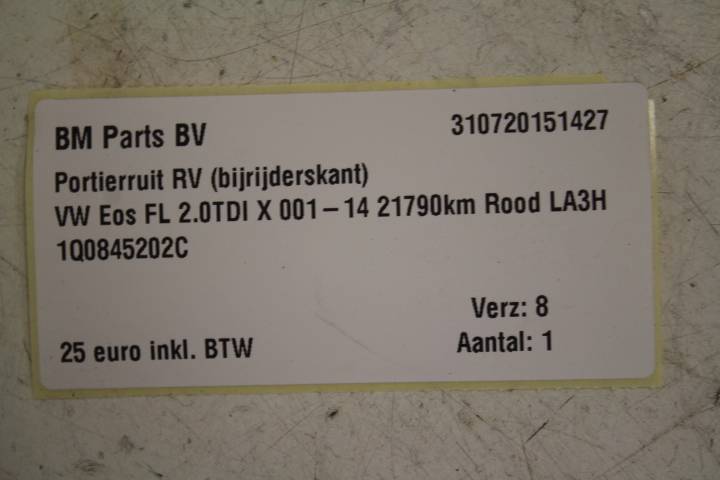 BM Parts BV 310720151427
Portierruit RV (bijrijderskant)
VW Eos FL 2.0TDI X 001-14 21790km Rood LA3H
1Q0845202C
Verz: 8
25 euro inkl. BTW Aantal: 1